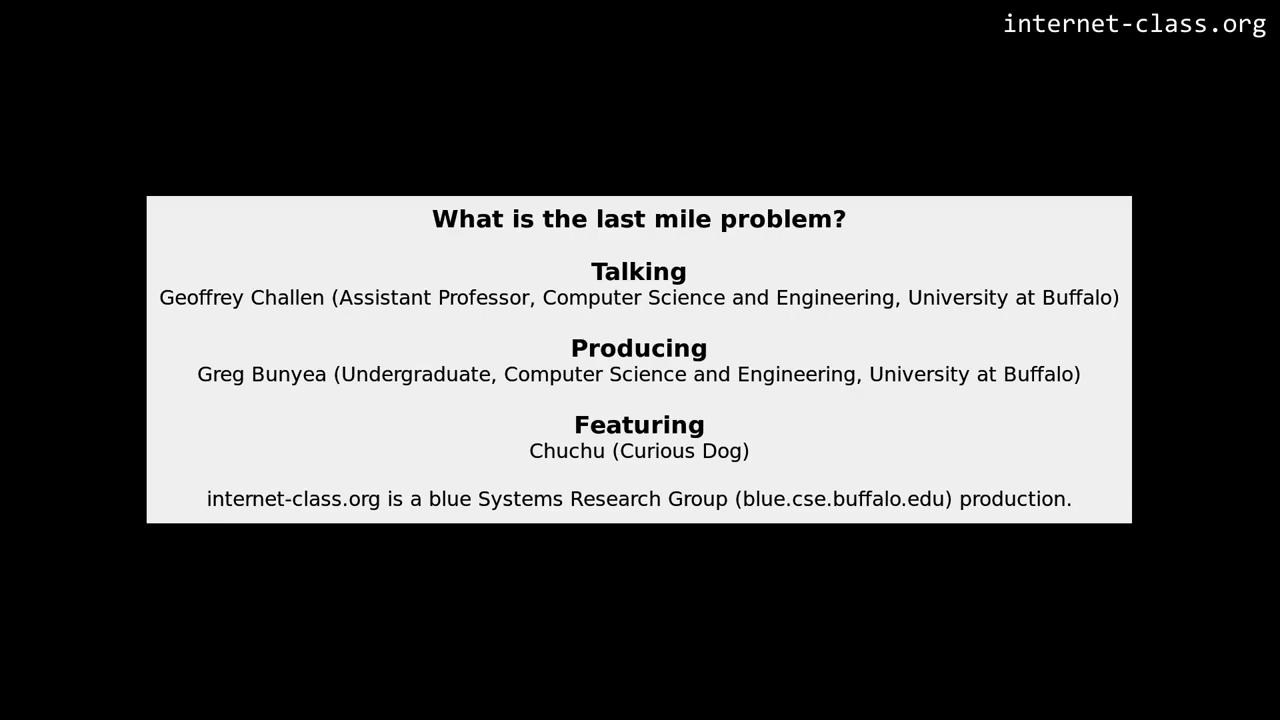 internet-class.org
What is the last mile problem?
Talking
Geoffrey Challen (Assistant Professor, Computer Science and Engineering, University at Buffalo)
Producing
Greg Bunyea (Undergraduate, Computer Science and Engineering, University at Buffalo)
Featuring
Chuchu (Curious Dog)
internet-class.org is a blue Systems Research Group (blue.cse.buffalo.edu) production.